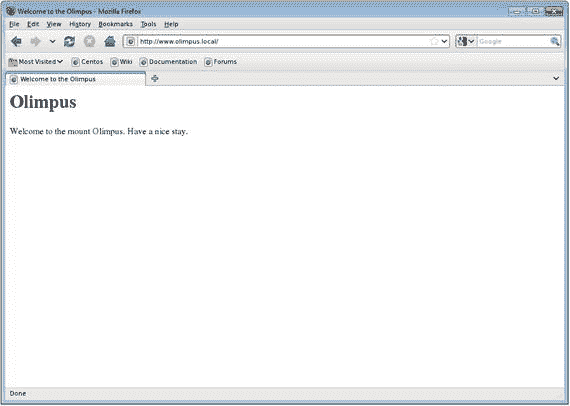 Welcome to the Olimpus - Mozilla Firefox
File Edit View History Bookmarks Tools Help
http://www.olimpus.local/ Google
Most Visited Centos Wiki Documentation Forums
Welcome to the Olimpus
Olimpus
Welcome to the mount Olimpus. Have a nice stay.
Done